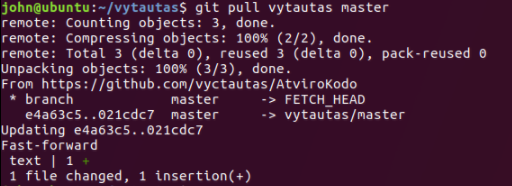 john@ubuntu:~/vytautas$ git pull vytautas master
remote: Counting objects: 3, done.
remote: Compressing objects: 100% (2/2), done.
remote: Total 3 (delta 0), reused 3 (delta 0), pack-reused 0
Unpacking objects: 100% (3/3), done.
From https://github.com/vyctautas/AtviroKodo
 * branch            master     -> FETCH_HEAD
   e4a63c5..021cdc7  master     -> vytautas/master
Updating e4a63c5..021cdc7
Fast-forward
 text | 1 +
 1 file changed, 1 insertion(+)